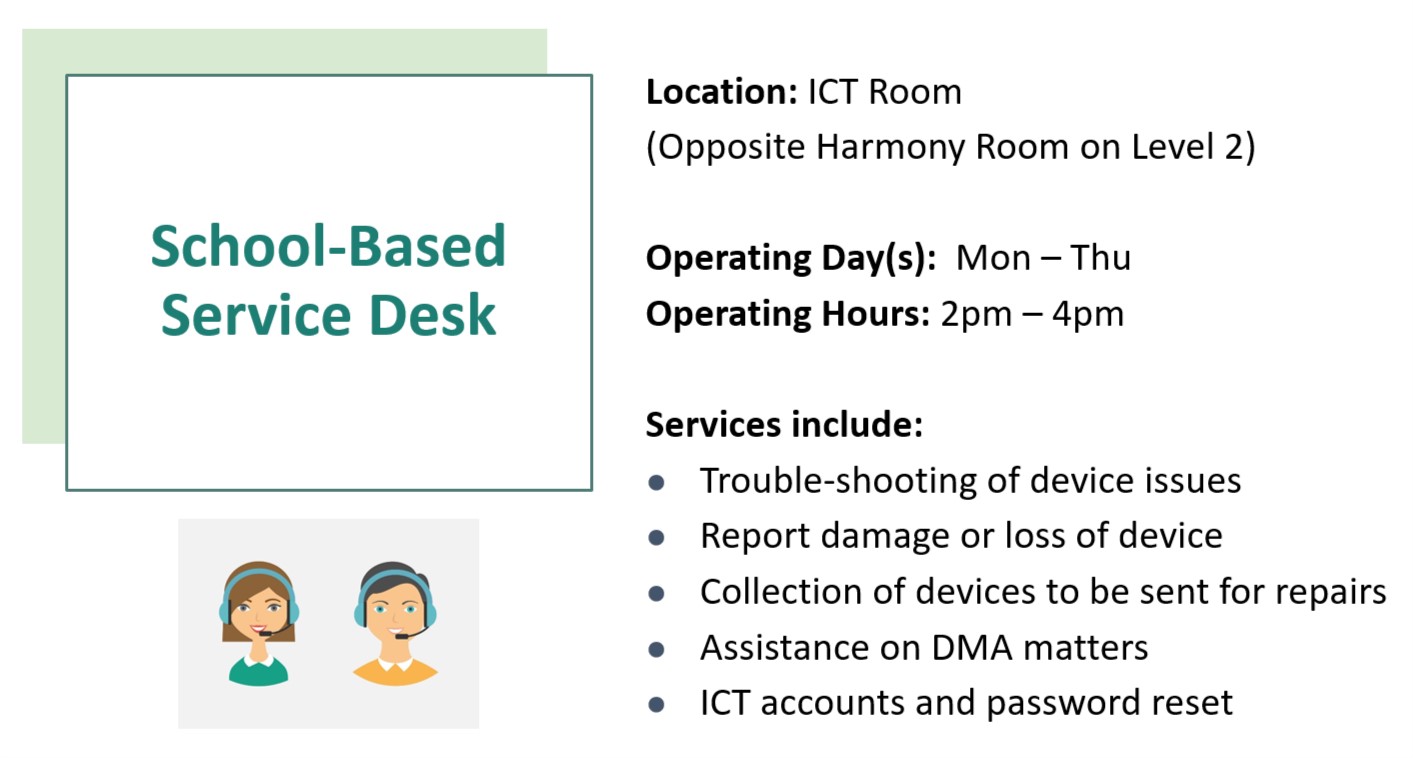 School-Based
Service Desk
Location: ICT Room
(Opposite Harmony Room on Level 2)
Operating Day(s): Mon – Thu
Operating Hours: 2pm – 4pm
Services include:
● Trouble-shooting of device issues
● Report damage or loss of device
● Collection of devices to be sent for repairs
● Assistance on DMA matters
● ICT accounts and password reset